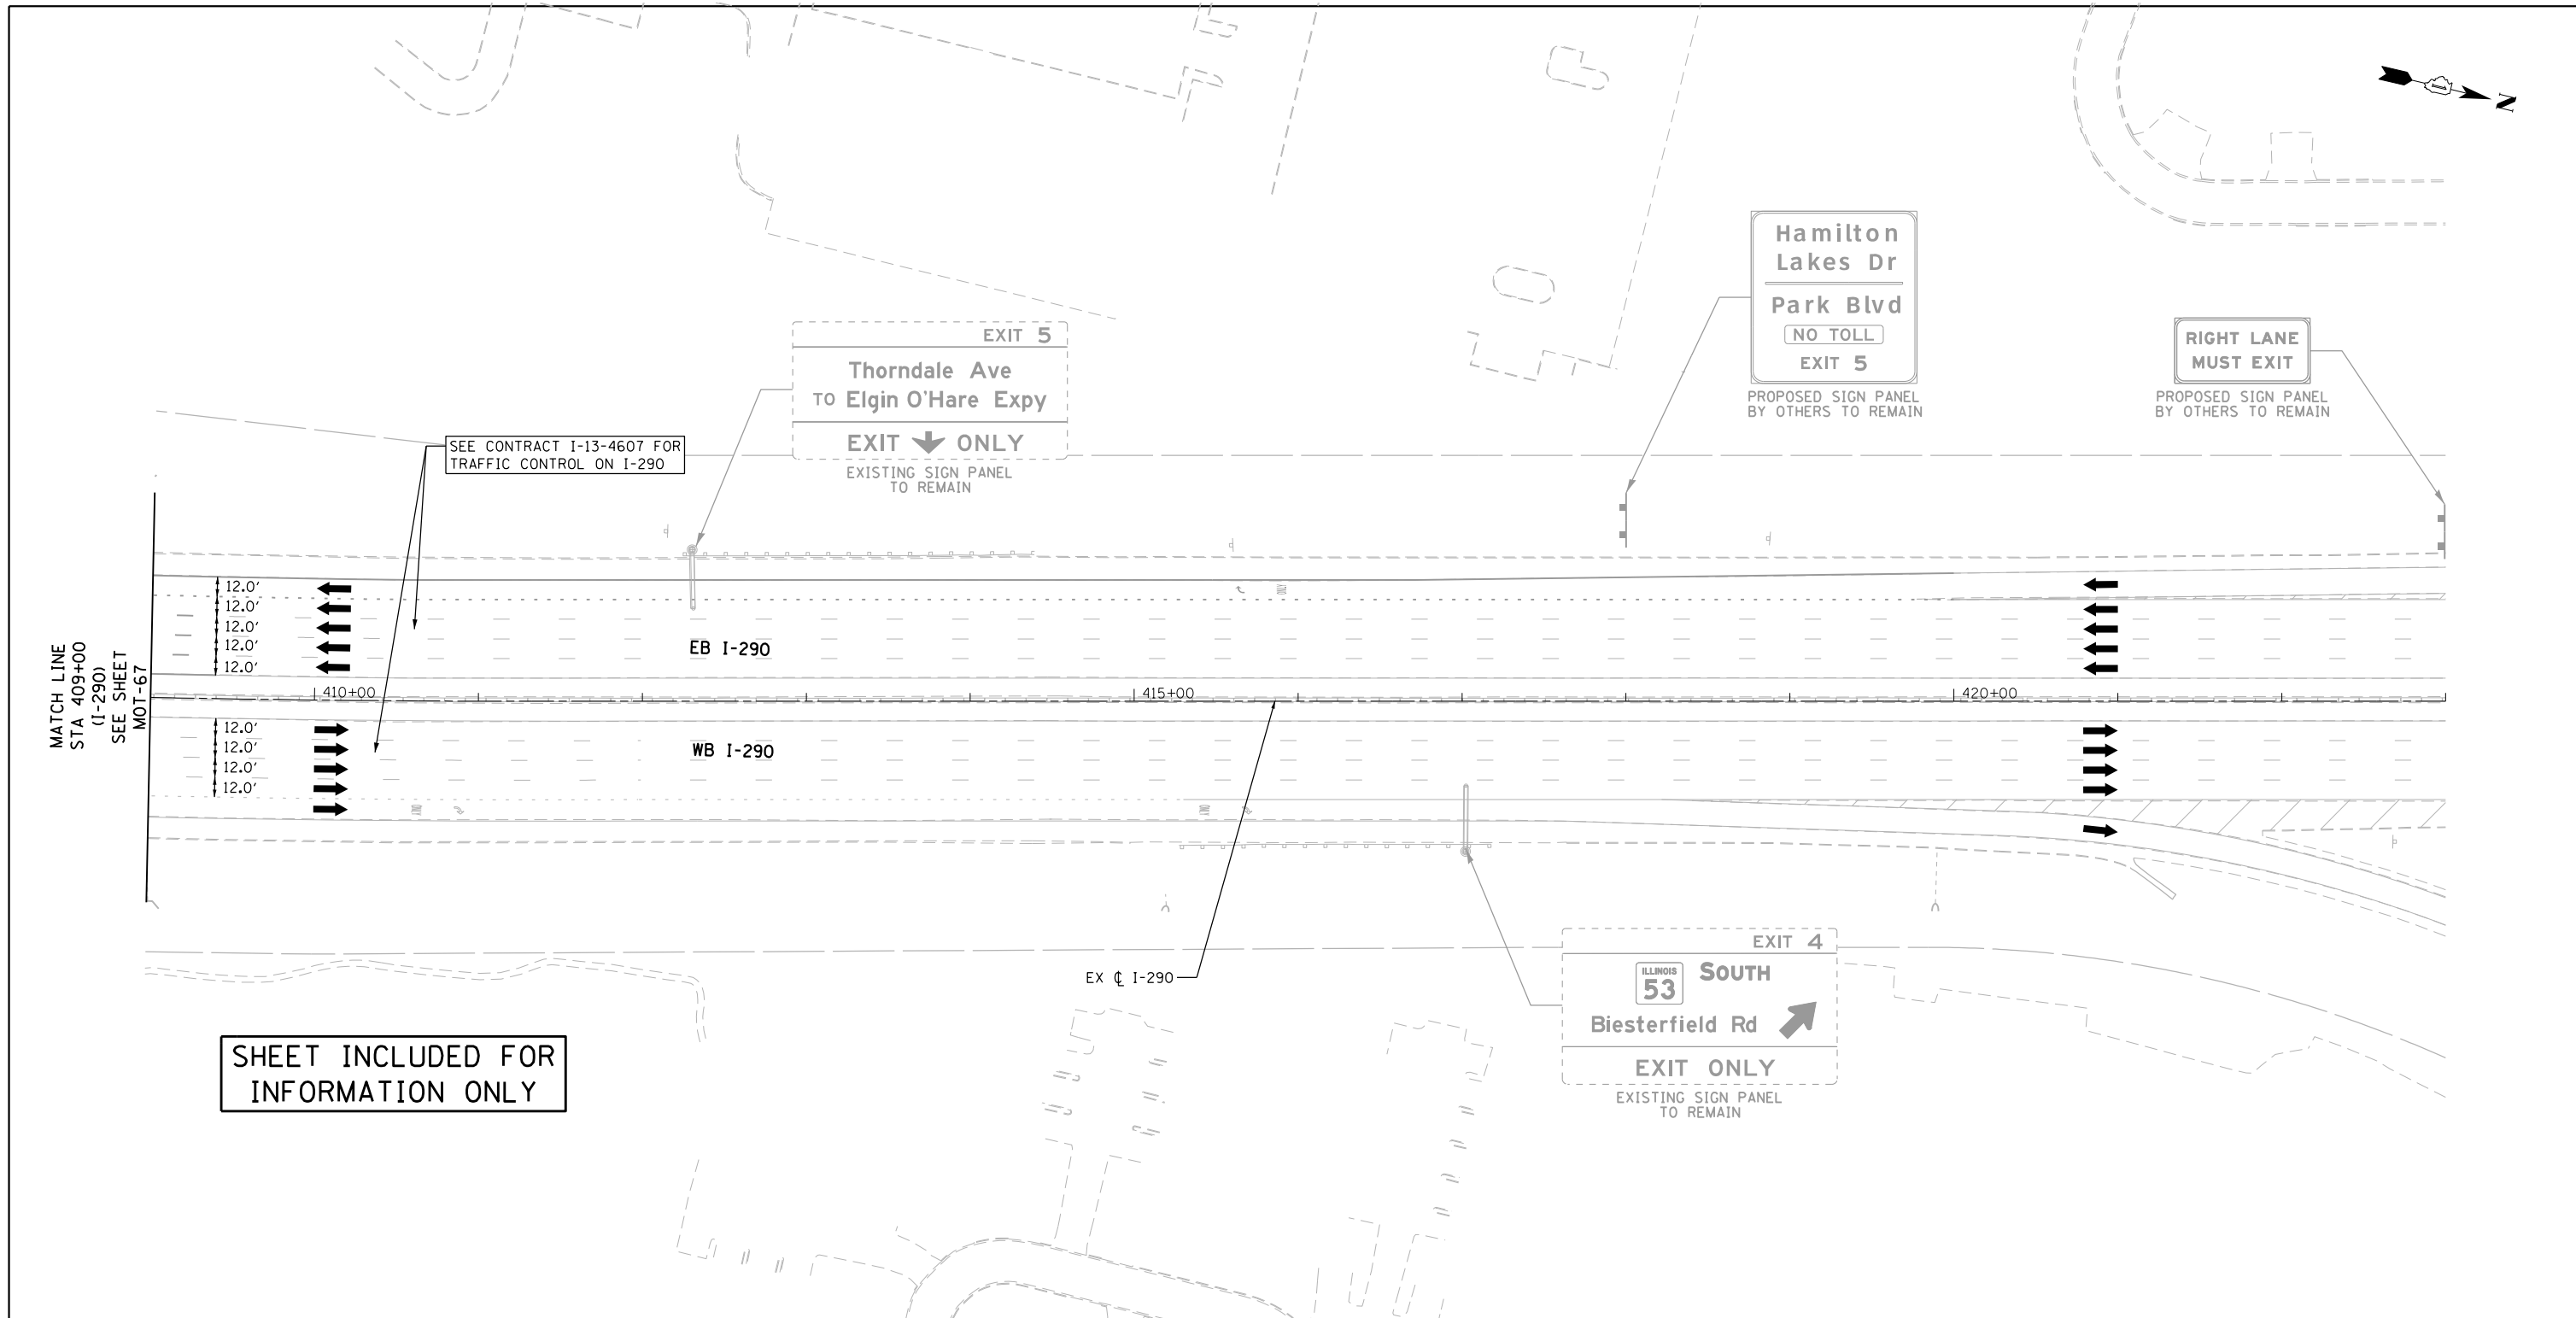 N
Hamilton
Lakes Dr
Park Blvd
NO TOLL
EXIT 5
PROPOSED SIGN PANEL
BY OTHERS TO REMAIN
RIGHT LANE
MUST EXIT
PROPOSED SIGN PANEL
BY OTHERS TO REMAIN
EXIT 5
Thorndale Ave
TO Elgin O'Hare Expy
EXIT ONLY
EXISTING SIGN PANEL
TO REMAIN
SEE CONTRACT I-13-4607 FOR
TRAFFIC CONTROL ON I-290
MATCH LINE
STA 409+00
(I-290)
SEE SHEET
MOT-67
12.0'
12.0'
12.0'
12.0'
12.0'
ONLY
EB I-290
410+00
415+00
420+00
12.0'
12.0'
12.0'
12.0'
WB I-290
ONLY
ONLY
EX ℄ I-290
EXIT 4
ILLINOIS
53
SOUTH
Biesterfield Rd
EXIT ONLY
EXISTING SIGN PANEL
TO REMAIN
SHEET INCLUDED FOR
INFORMATION ONLY